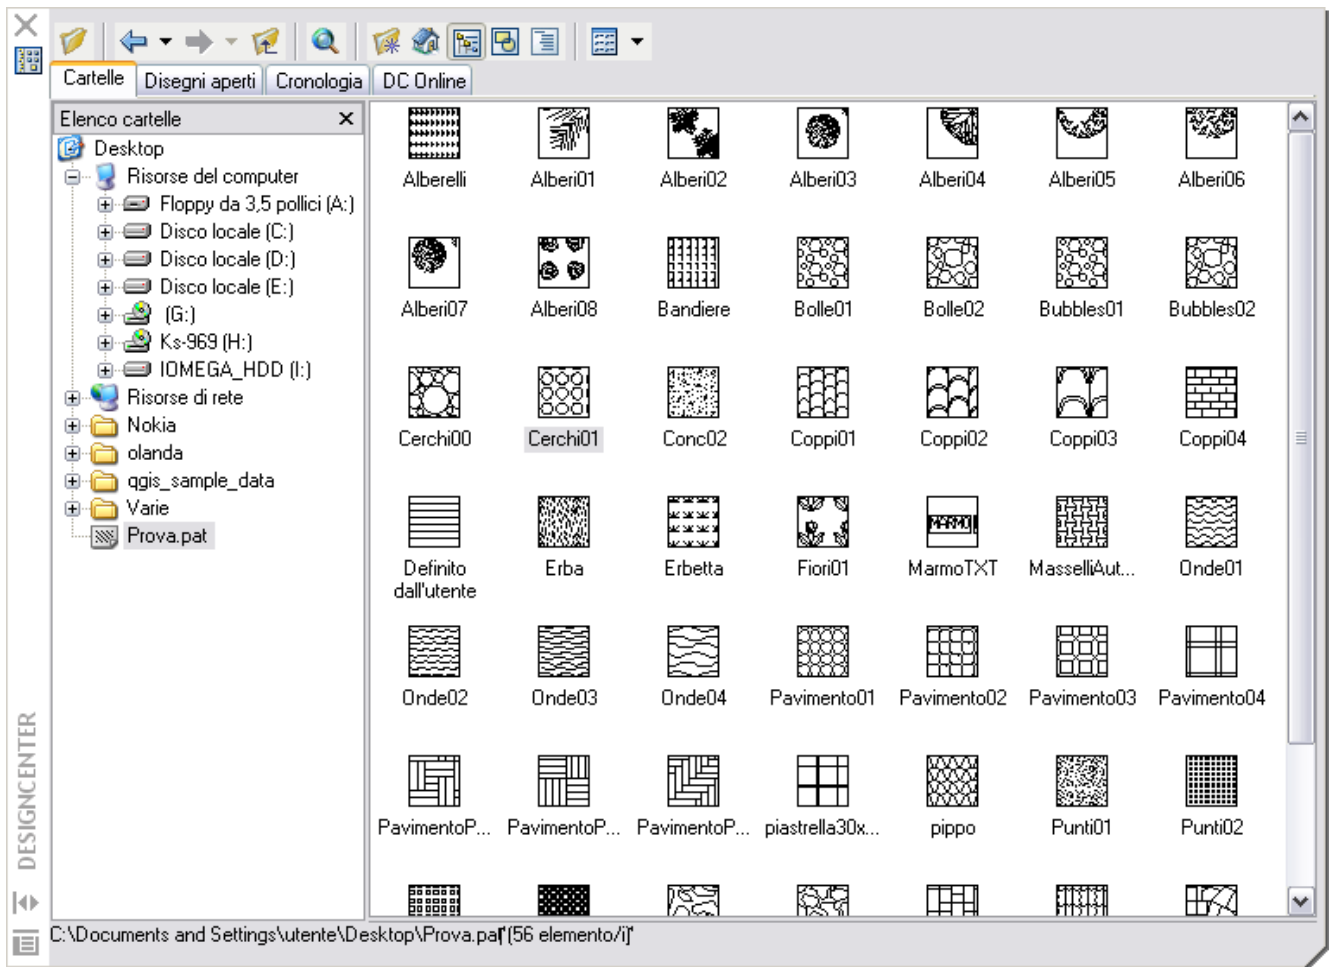 Cartelle Disegni aperti Cronologia DC Online
Elenco cartelle
Desktop
Risorse del computer
Floppy da 3,5 pollici (A:)
Disco locale (C:)
Disco locale (D:)
Disco locale (E:)
(G:)
Ks-969 (H:)
IOMEGA_HDD (I:)
Risorse di rete
Nokia
olanda
qgis_sample_data
Varie
Prova.pat
Alberelli Alberi01 Alberi02 Alberi03 Alberi04 Alberi05 Alberi06
Alberi07 Alberi08 Bandiere Bolle01 Bolle02 Bubbles01 Bubbles02
Cerchi00 Cerchi01 Conc02 Coppi01 Coppi02 Coppi03 Coppi04
MARMO
Definito dall'utente Erba Erbetta Fiori01 MarmoTXT MasselliAut... Onde01
Onde02 Onde03 Onde04 Pavimento01 Pavimento02 Pavimento03 Pavimento04
PavimentoP... PavimentoP... PavimentoP... piastrella30x... pippo Punti01 Punti02
DESIGNCENTER
C:\Documents and Settings\utente\Desktop\Prova.pat"(56 elemento/i)"